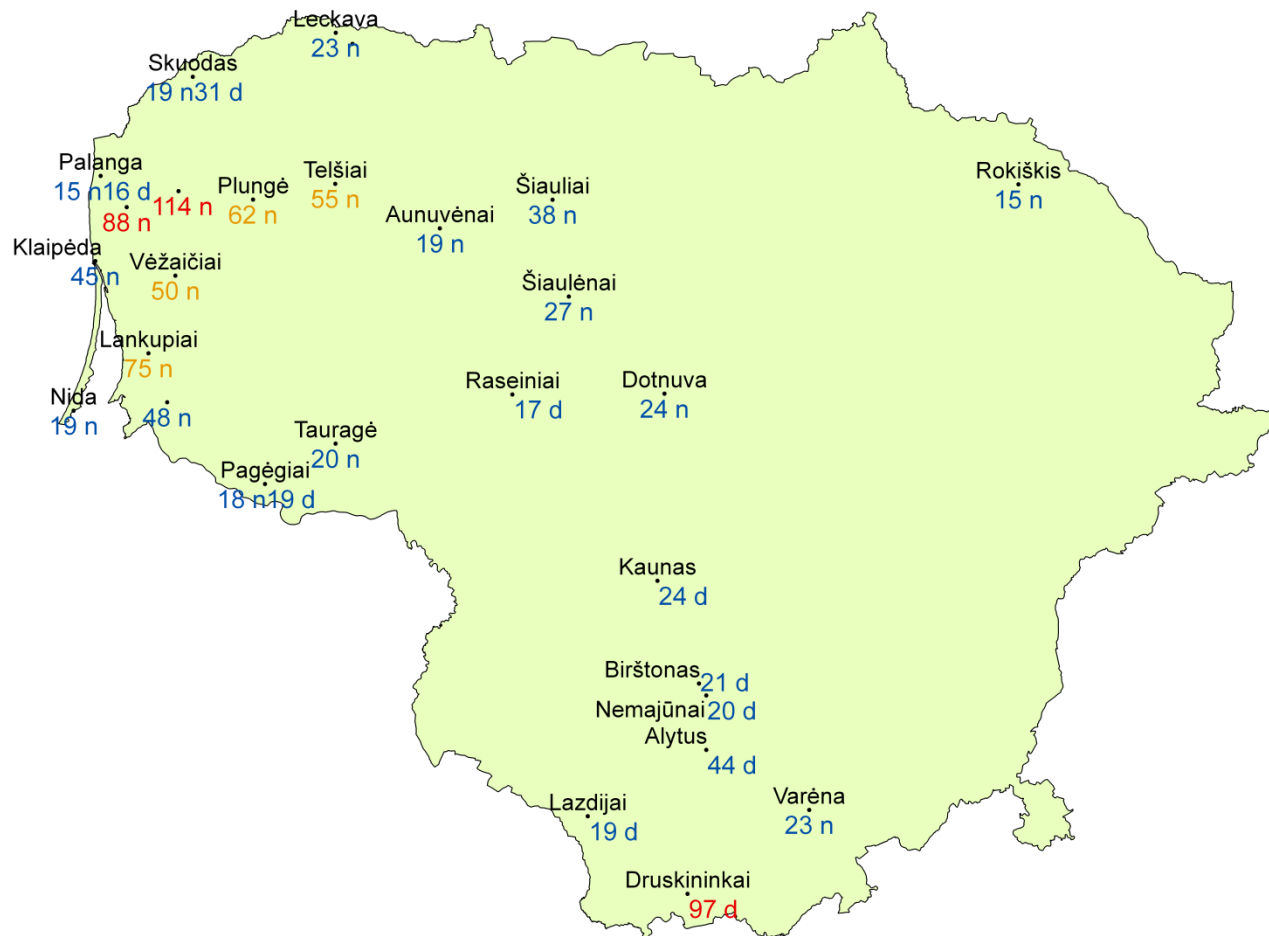 Leckava
23 n
Skuodas
19 n31 d
Palanga
15 n16 d
88 n
114 n
Plungė
62 n
Telšiai
55 n
Aunuvėnai
19 n
Šiauliai
38 n
Rokiškis
15 n
Klaipėda
45 n
Vėžaičiai
50 n
Šiaulėnai
27 n
Lankupiai
75 n
Nida
19 n
48 n
Raseiniai
17 d
Dotnuva
24 n
Tauragė
20 n
Pagėgiai
18 n19 d
Kaunas
24 d
Birštonas
21 d
Nemajūnai
20 d
Alytus
44 d
Lazdijai
19 d
Varėna
23 n
Druskininkai
97 d